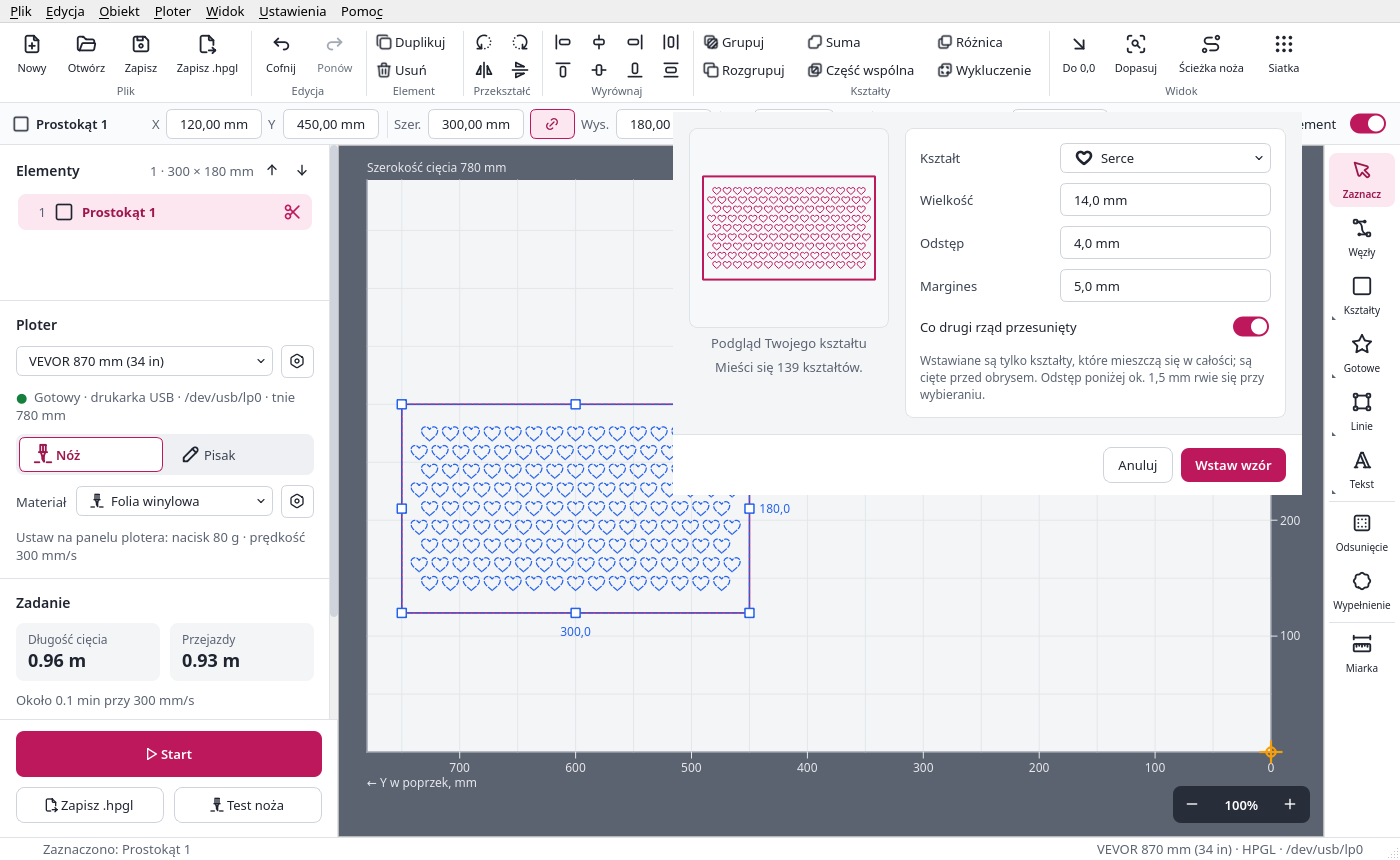 Plik Edycja Obiekt Ploter Widok Ustawienia Pomoc
Nowy Otwórz Zapisz Zapisz .hpgl
Plik
Cofnij Ponów
Edycja
Duplikuj
Usuń
Element
Przekształć
Wyrównaj
Grupuj Suma Różnica
Rozgrupuj Część wspólna Wykluczenie
Kształty
Do 0,0 Dopasuj Ścieżka noża Siatka
Widok
Prostokąt 1 X 120,00 mm Y 450,00 mm Szer. 300,00 mm Wys. 180,00
ement
Elementy 1 · 300 × 180 mm
1 Prostokąt 1
Ploter
VEVOR 870 mm (34 in)
Gotowy · drukarka USB · /dev/usb/lp0 · tnie
780 mm
Nóż Pisak
Materiał Folia winylowa
Ustaw na panelu plotera: nacisk 80 g · prędkość
300 mm/s
Zadanie
Długość cięcia
0.96 m
Przejazdy
0.93 m
Około 0.1 min przy 300 mm/s
Start
Zapisz .hpgl Test noża
Szerokość cięcia 780 mm
180,0
300,0
200
100
700 600 500 400 300 200 100 0
← Y w poprzek, mm
100%
Podgląd Twojego kształtu
Mieści się 139 kształtów.
Kształt Serce
Wielkość 14,0 mm
Odstęp 4,0 mm
Margines 5,0 mm
Co drugi rząd przesunięty
Wstawiane są tylko kształty, które mieszczą się w całości; są
cięte przed obrysem. Odstęp poniżej ok. 1,5 mm rwie się przy
wybieraniu.
Anuluj Wstaw wzór
Zaznacz
Węzły
Kształty
Gotowe
Linie
Tekst
Odsunięcie
Wypełnienie
Miarka
Zaznaczono: Prostokąt 1
VEVOR 870 mm (34 in) · HPGL · /dev/usb/lp0